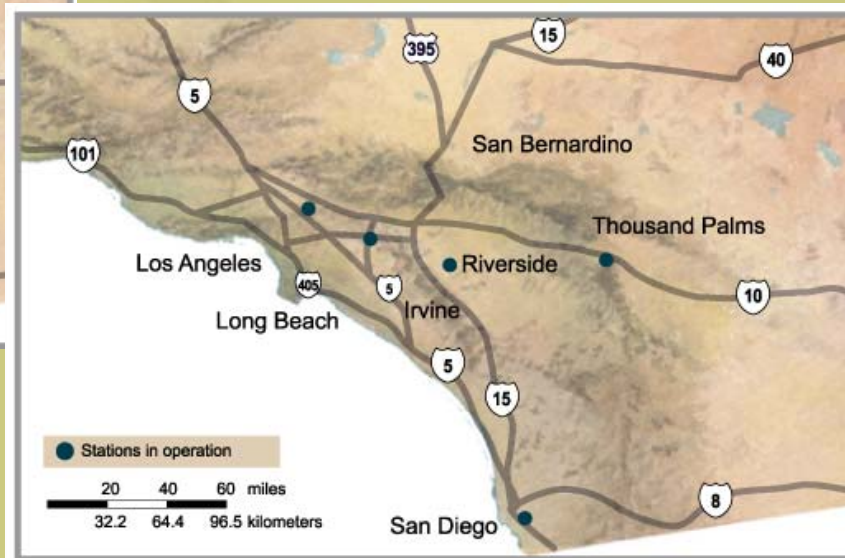 15
395
40
5
101
San Bernardino
Thousand Palms
Los Angeles
Riverside
405
5
10
Long Beach
Irvine
5
15
Stations in operation
20 40 60 miles
32.2 64.4 96.5 kilometers
8
San Diego